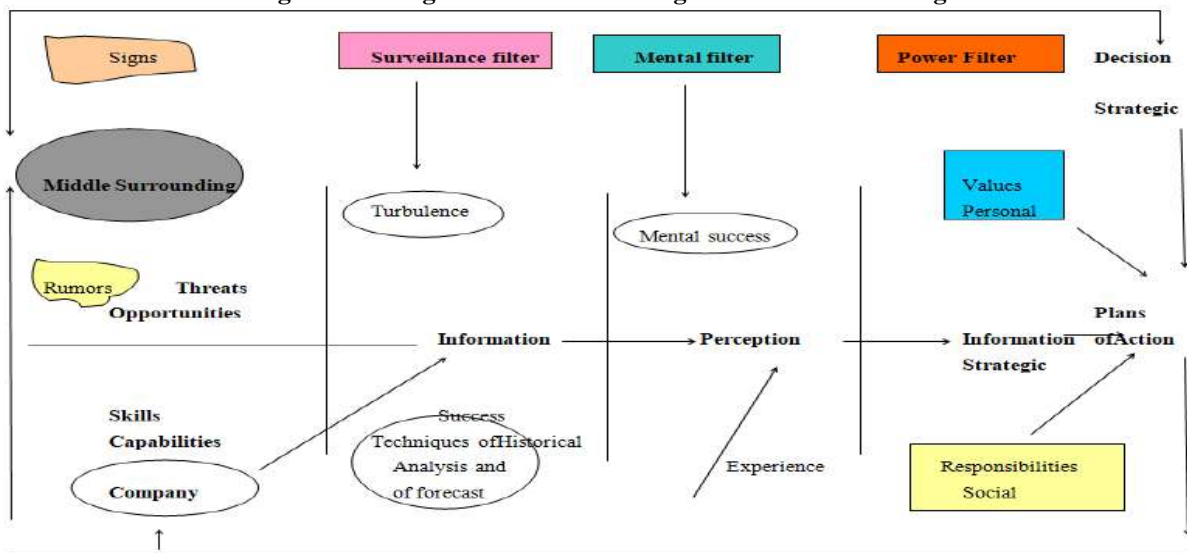 Signs
Surveillance filter
Mental filter
Power Filter
Decision
Strategic
Middle Surrounding
Turbulence
Mental success
Values
Personal
Rumors
Threats
Opportunities
Information
Perception
Information
Strategic
Plans
ofAction
Skills
Capabilities
Company
Success
Techniques ofHistorical
Analysis and
of forecast
Experience
Responsibilities
Social